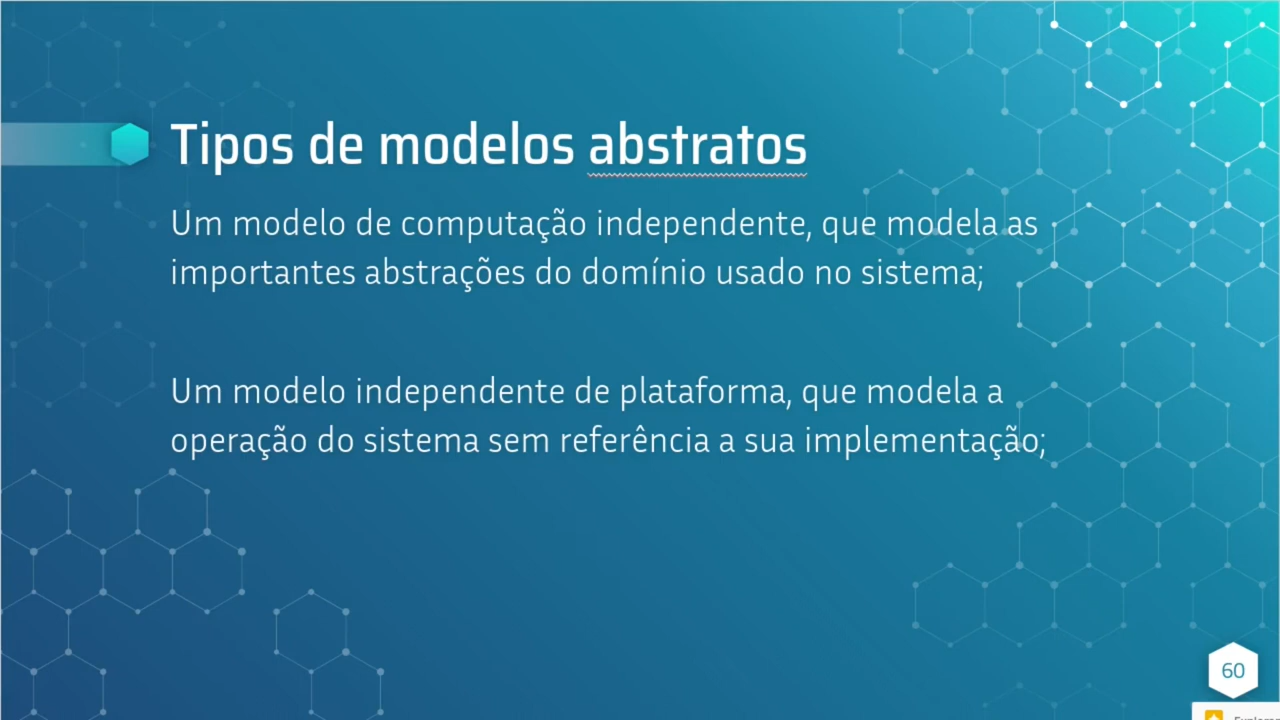 Tipos de modelos abstratos
Um modelo de computação independente, que modela as
importantes abstrações do domínio usado no sistema;
Um modelo independente de plataforma, que modela a
operação do sistema sem referência a sua implementação;
60